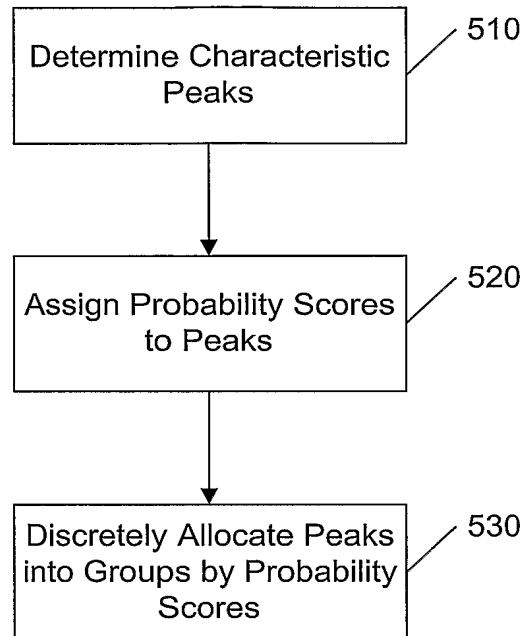 Determine Characteristic
Peaks
510
Assign Probability Scores
to Peaks
520
Discretely Allocate Peaks
into Groups by Probability
Scores
530